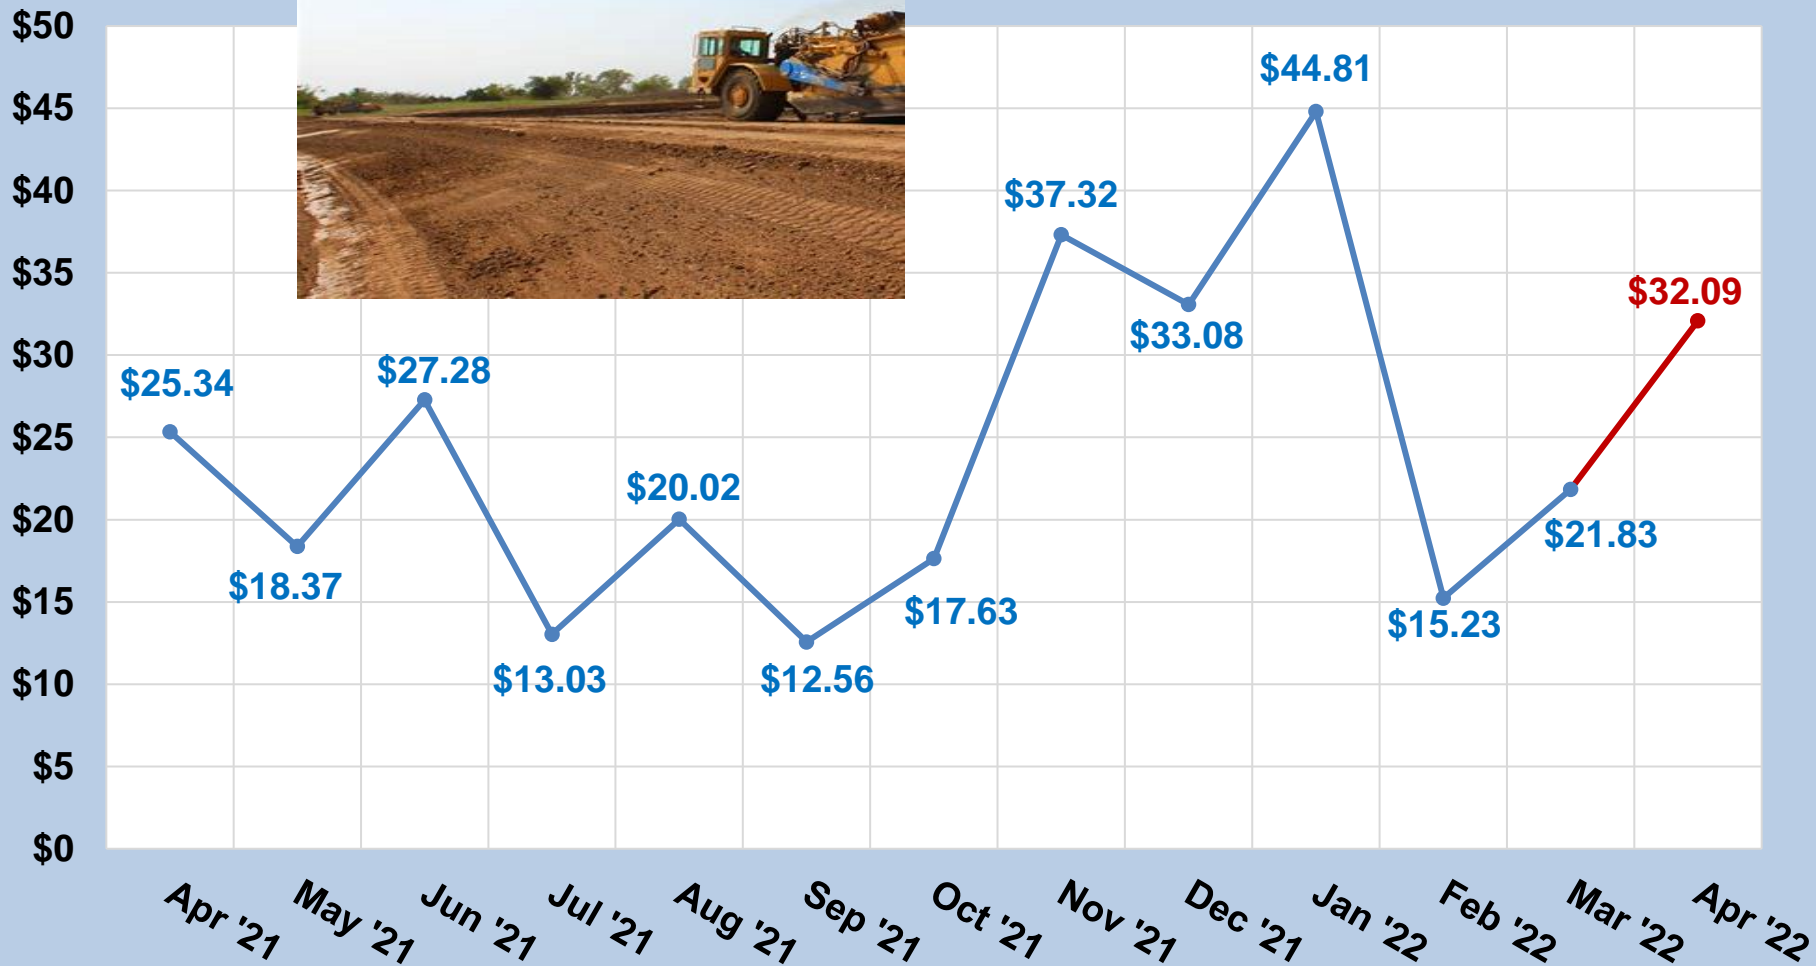 $50
$45
$40
$35
$30
$25
$20
$15
$10
$5
$0
$25.34
$18.37
$27.28
$13.03
$20.02
$12.56
$17.63
$37.32
$33.08
$44.81
$15.23
$21.83
$32.09
Apr '21
May '21
Jun '21
Jul '21
Aug '21
Sep '21
Oct '21
Nov '21
Dec '21
Jan '22
Feb '22
Mar '22
Apr '22